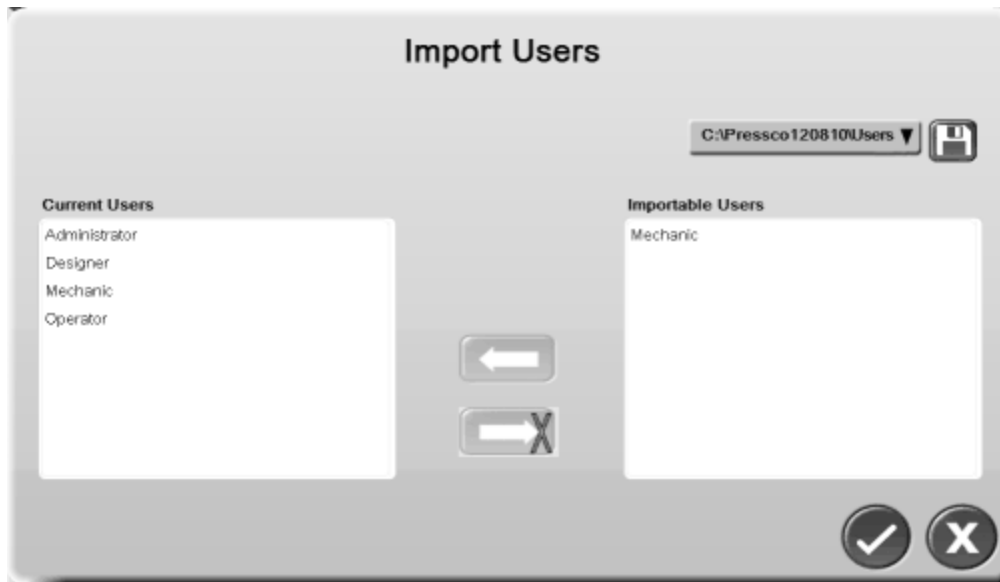 Import Users
C:\Pressco120810\Users
Current Users
Administrator
Designer
Mechanic
Operator
Importable Users
Mechanic